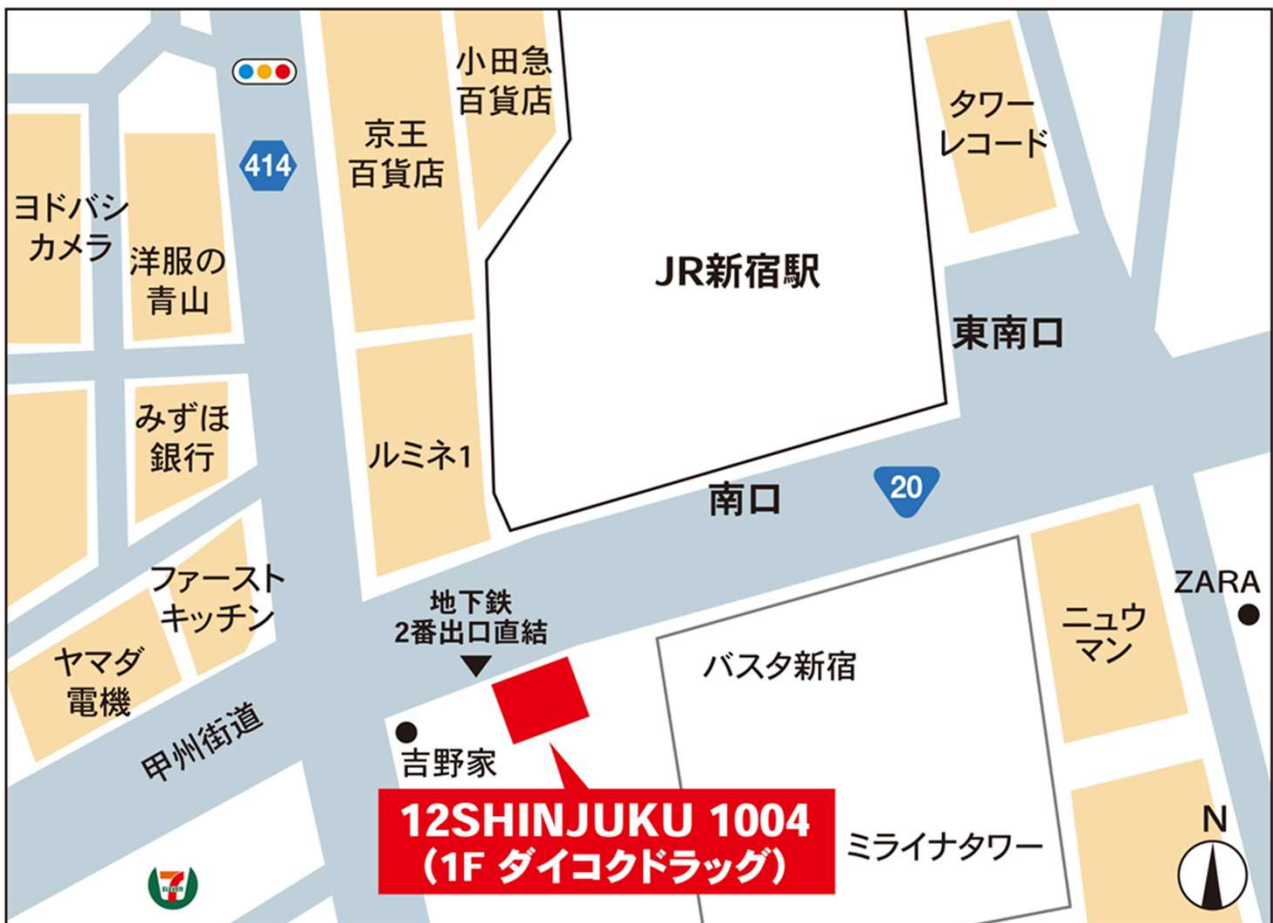 小田急
百貨店
タワー
レコード
京王
百貨店
414
ヨドバシ
カメラ
洋服の
青山
JR新宿駅
東南口
みずほ
銀行
ルミネ1
南口
20
ファースト
キッチン
地下鉄
2番出口直結
ZARA
ニュウ
マン
ヤマダ
電機
バスタ新宿
甲州街道
吉野家
12SHINJUKU 1004
(1F ダイコクドラッグ)
ミライナタワー
N
7
ELEVEN